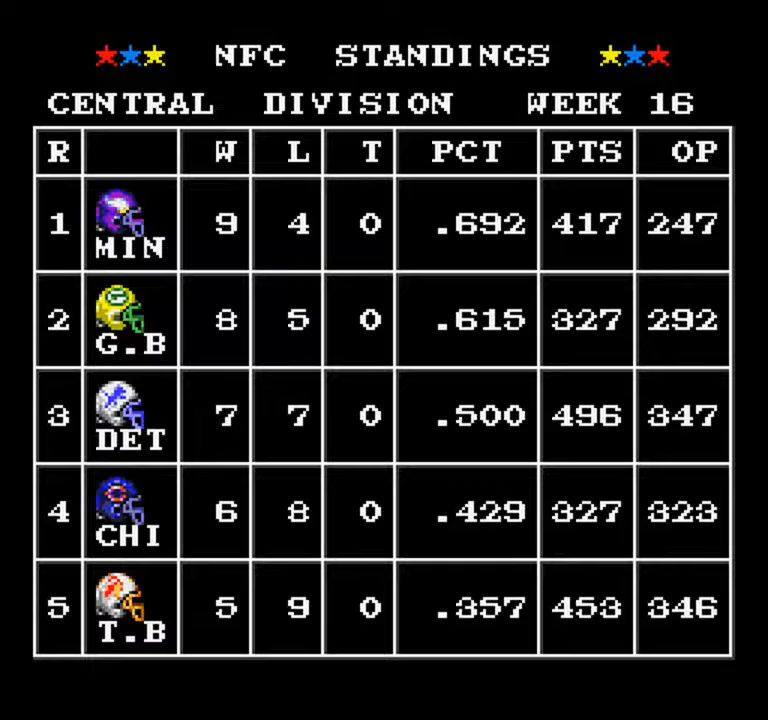 NFC STANDINGS
CENTRAL DIVISION WEEK 16
R W L T PCT PTS OP
1 MIN 9 4 0 .692 417 247
2 G.B 8 5 0 .615 327 292
3 DET 7 7 0 .500 496 347
4 CHI 6 8 0 .429 327 323
5 T.B 5 9 0 .357 453 346